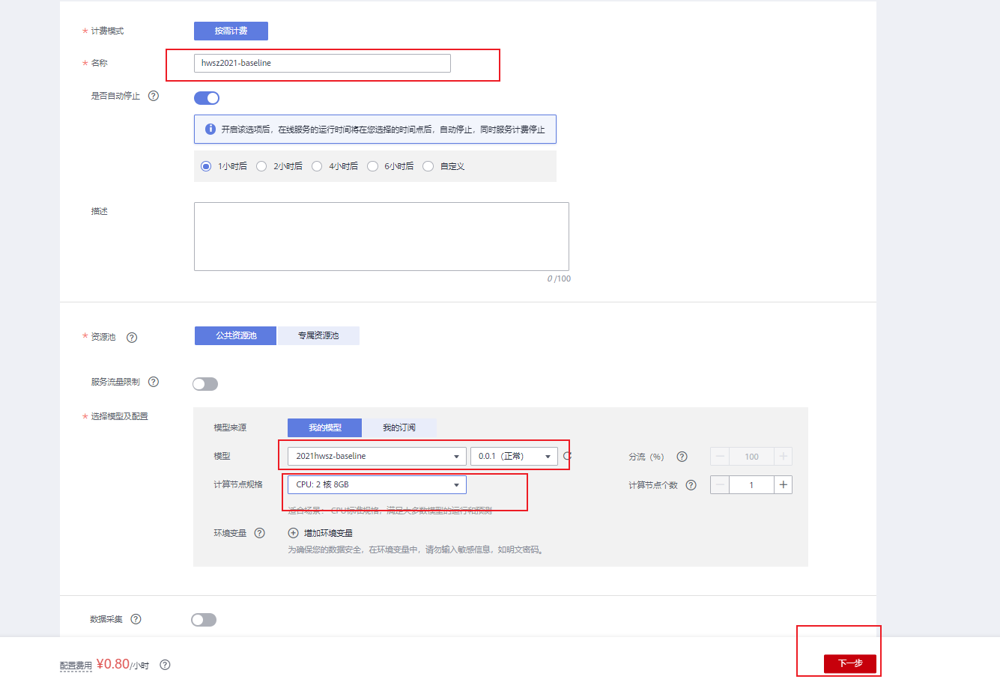 * 计费模式 按需计费
* 名称 hwsz2021-baseline
是否自动停止 ?
i 开启该选项后，在线服务的运行时间将在您选择的时间点后，自动停止，同时服务计费停止
1小时后 2小时后 4小时后 6小时后 自定义
描述
0 /100
* 资源池 ? 公共资源池 专属资源池
服务流量限制 ?
* 选择模型及配置
模型来源 我的模型 我的订阅
模型 2021hwsz-baseline 0.0.1（正常） 分流（%） ? 100
计算节点规格 CPU: 2 核 8GB 计算节点个数 ? 1
适合场景： CPU标准规格，满足大多数模型的运行和预测
环境变量 ? 增加环境变量
为确保您的数据安全，在环境变量中，请勿输入敏感信息，如明文密码。
数据采集 ?
配置费用 ¥0.80/小时 ? 下一步